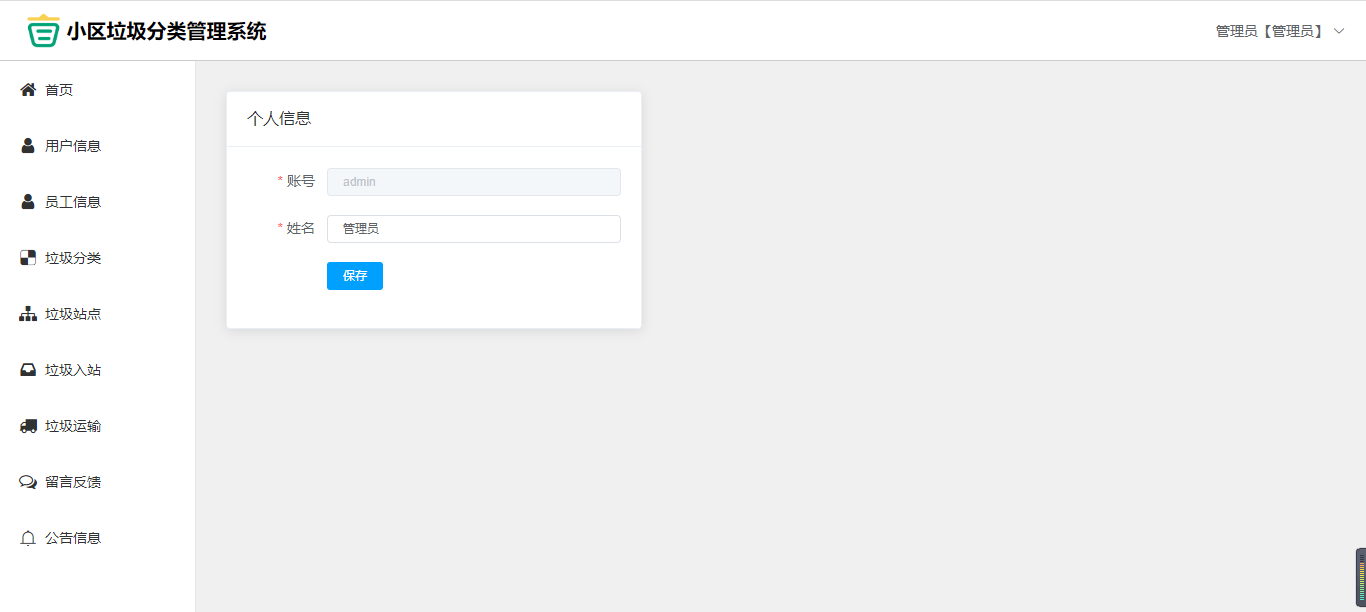 小区垃圾分类管理系统
管理员【管理员】
首页
用户信息
员工信息
垃圾分类
垃圾站点
垃圾入站
垃圾运输
留言反馈
公告信息
个人信息
* 账号 admin
* 姓名 管理员
保存